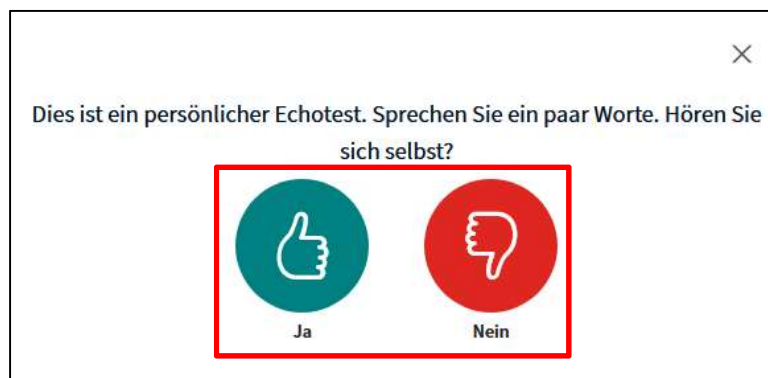 Dies ist ein persönlicher Echotest. Sprechen Sie ein paar Worte. Hören Sie
sich selbst?
Ja
Nein